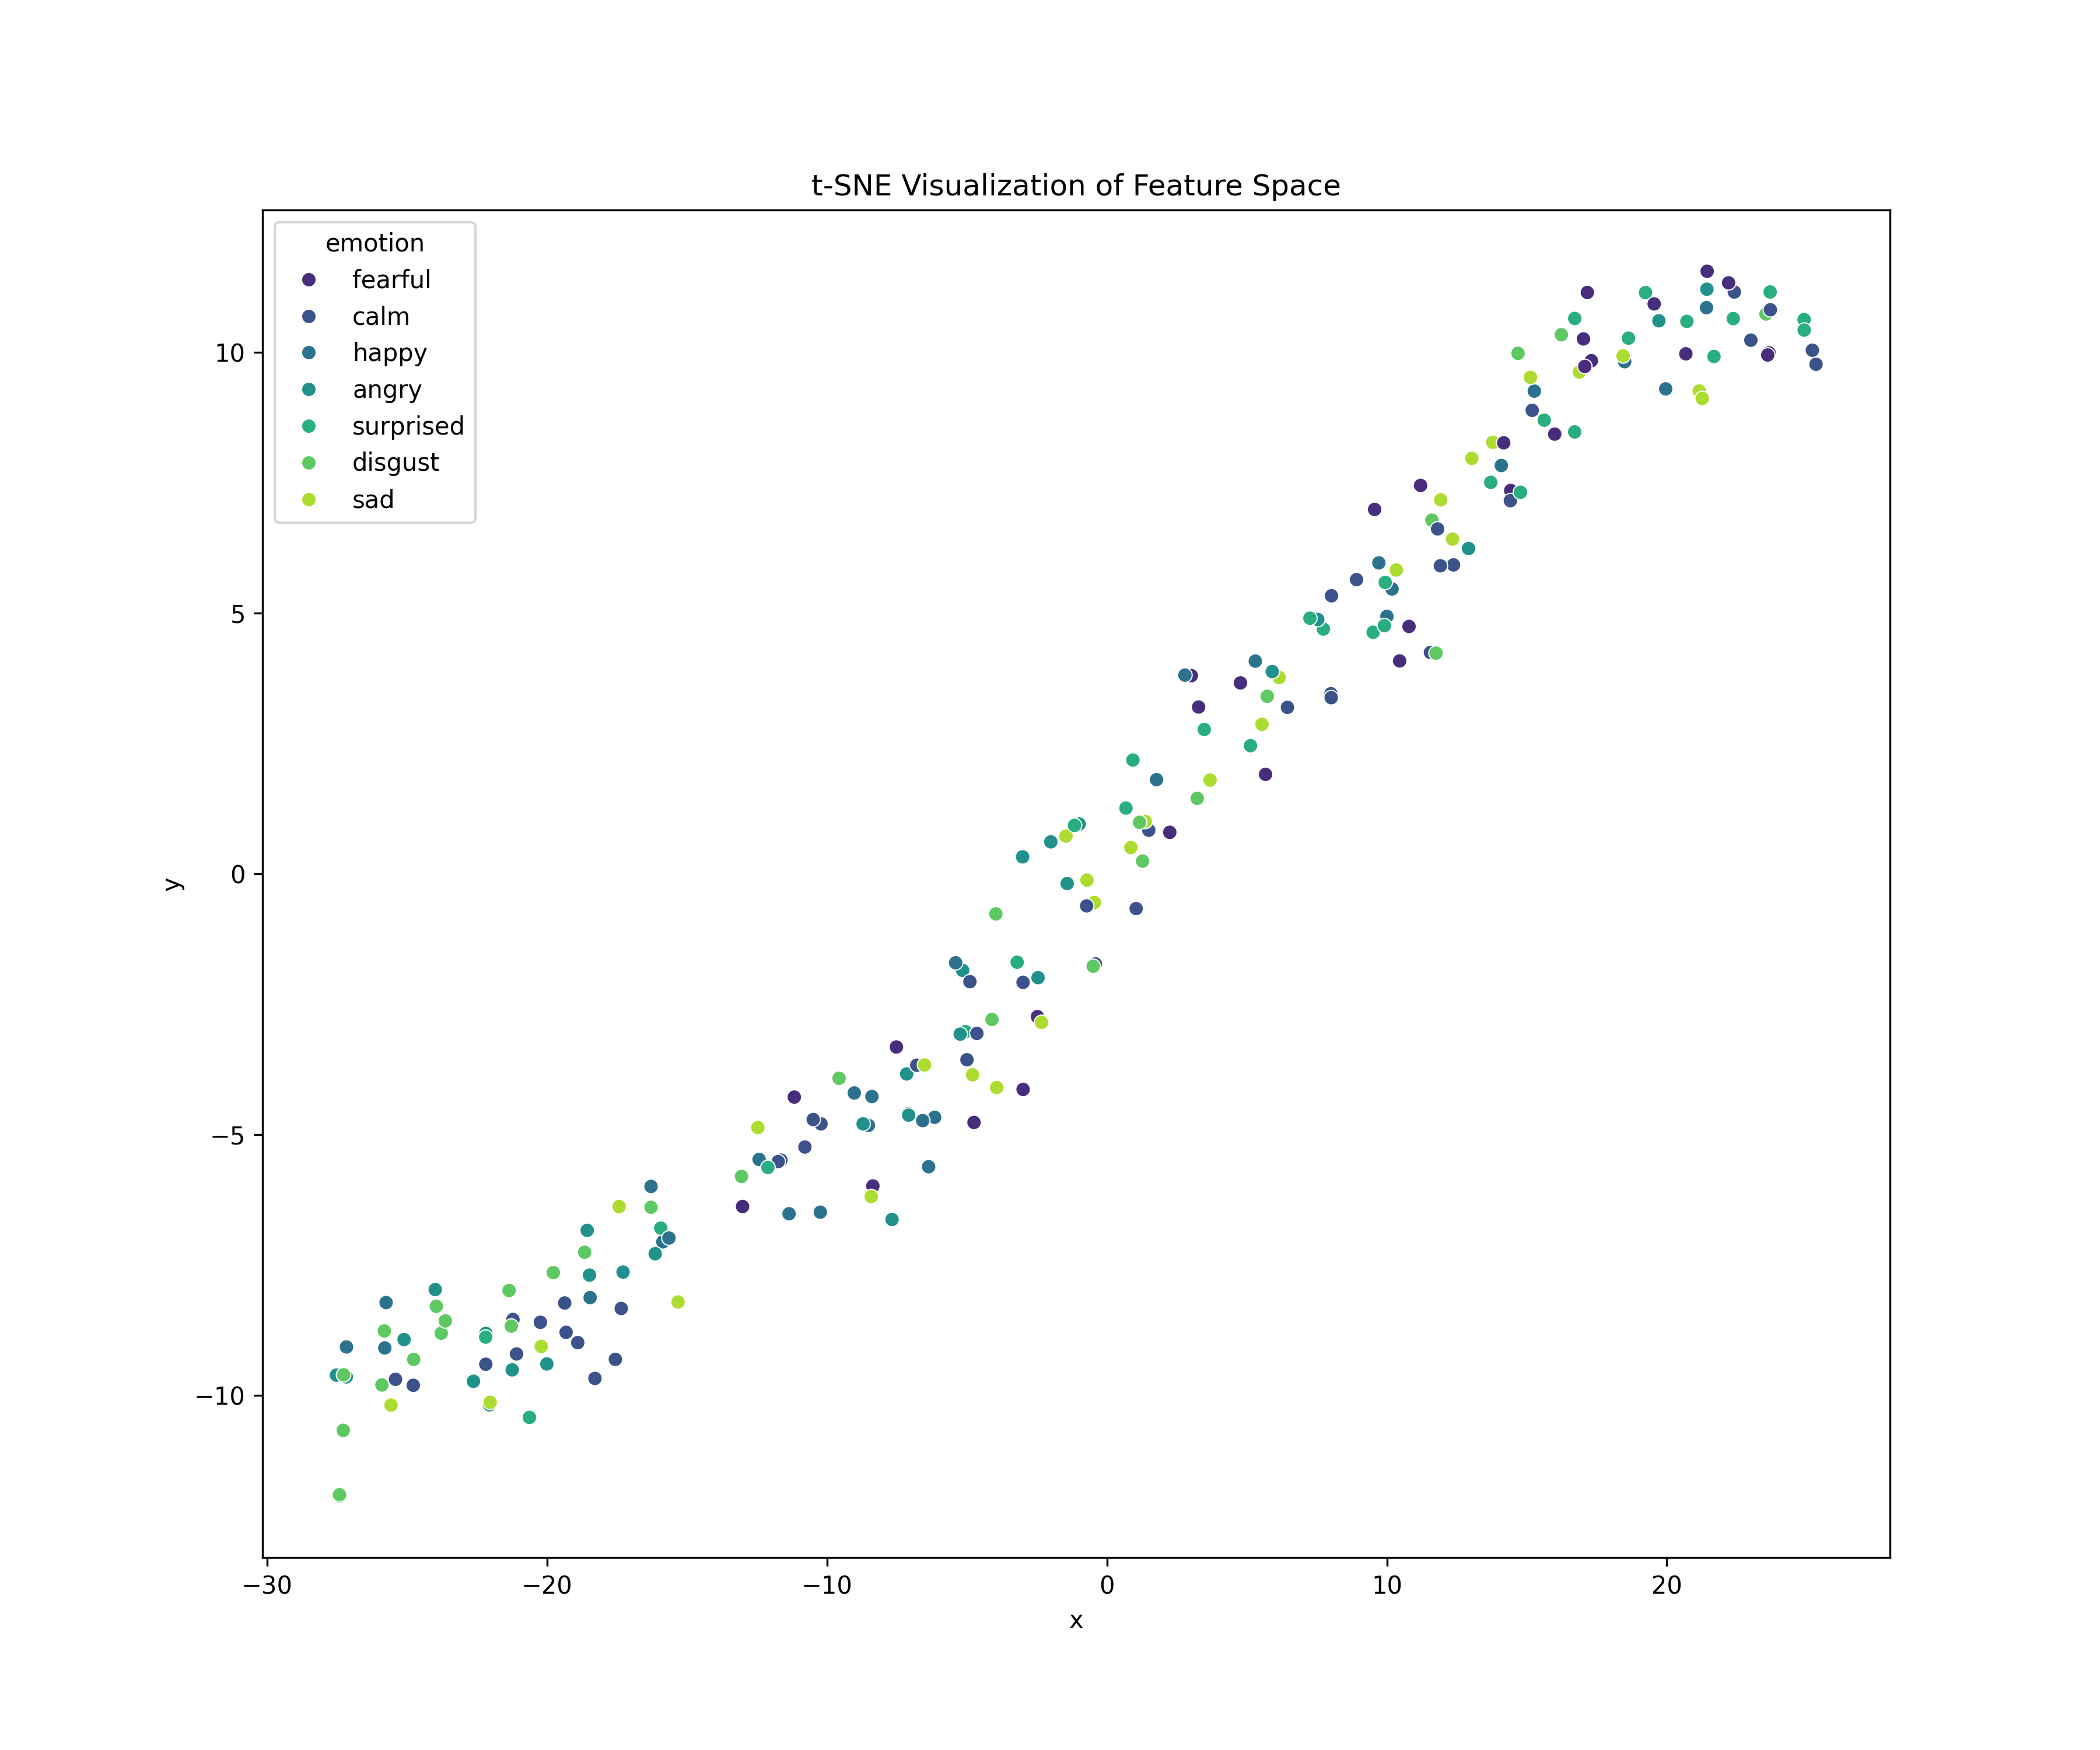 t-SNE Visualization of Feature Space
emotion
fearful
calm
happy
angry
surprised
disgust
sad
10
5
0
−5
−10
y
−30 −20 −10 0 10 20
x